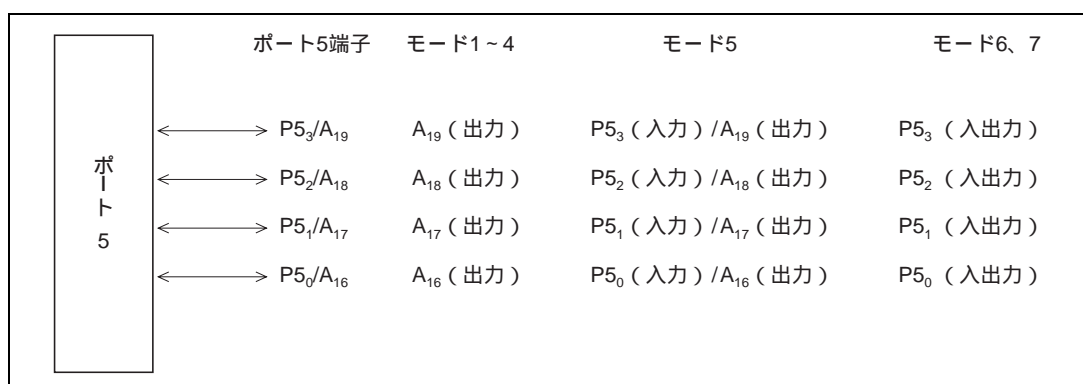 ポート5端子 モード1~4 モード5 モード6、7
P5₃/A₁₉ A₁₉(出力) P5₃(入力)/A₁₉(出力) P5₃(入出力)
P5₂/A₁₈ A₁₈(出力) P5₂(入力)/A₁₈(出力) P5₂(入出力)
P5₁/A₁₇ A₁₇(出力) P5₁(入力)/A₁₇(出力) P5₁(入出力)
P5₀/A₁₆ A₁₆(出力) P5₀(入力)/A₁₆(出力) P5₀(入出力)
ポート5